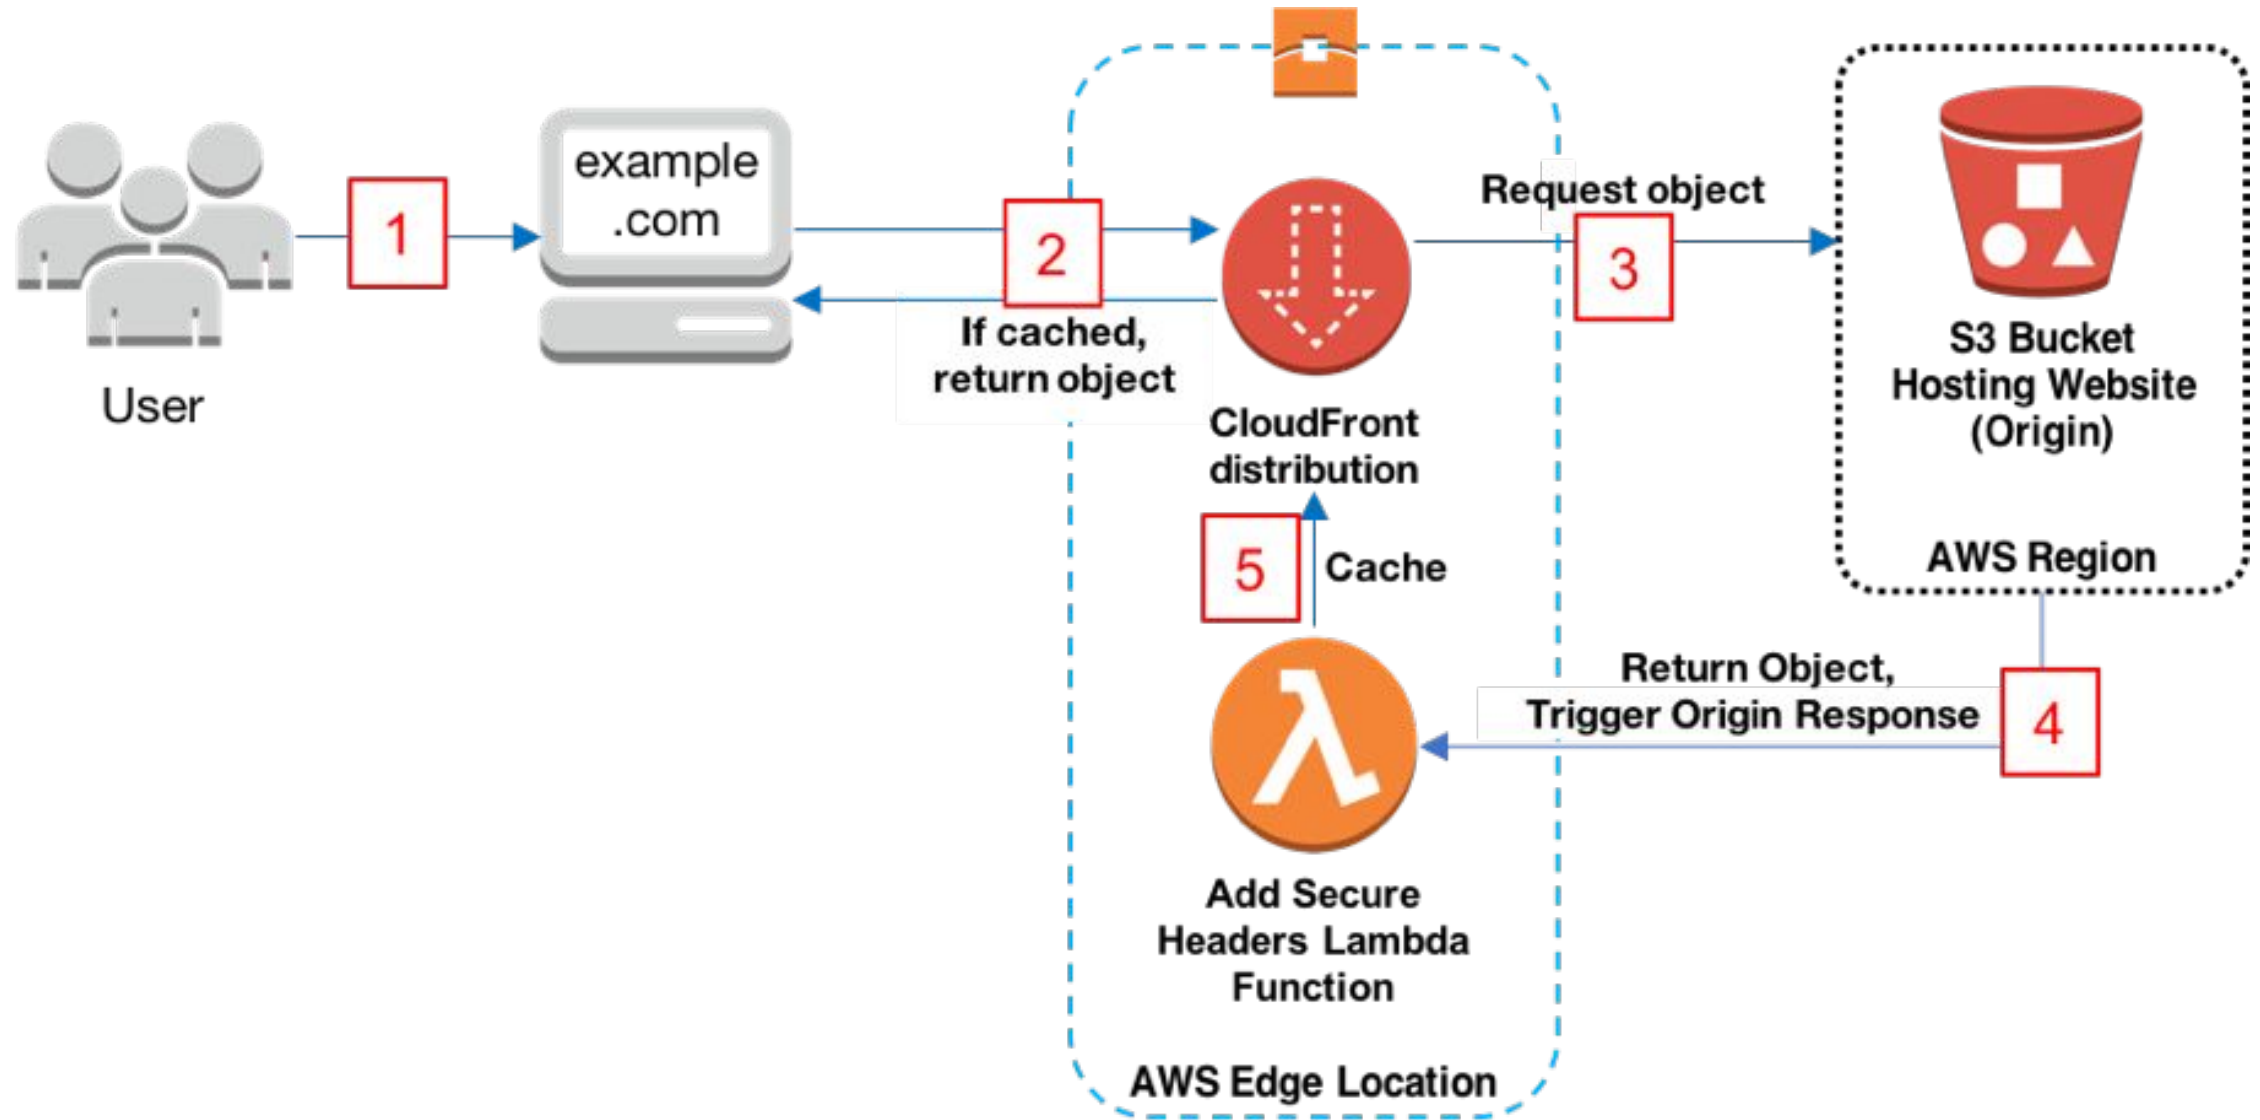 User
1
example
.com
2
If cached,
return object
CloudFront
distribution
Request object
3
S3 Bucket
Hosting Website
(Origin)
AWS Region
Return Object,
Trigger Origin Response
4
5
Cache
λ
Add Secure
Headers Lambda
Function
AWS Edge Location